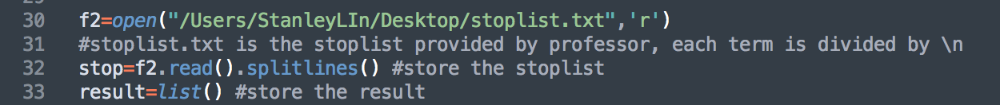 30 f2=open("/Users/StanleyLIn/Desktop/stoplist.txt",'r')
31 #stoplist.txt is the stoplist provided by professor, each term is divided by \n
32 stop=f2.read().splitlines() #store the stoplist
33 result=list() #store the result